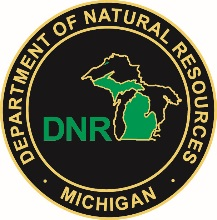 DEPARTMENT OF NATURAL RESOURCES
DNR
· MICHIGAN ·